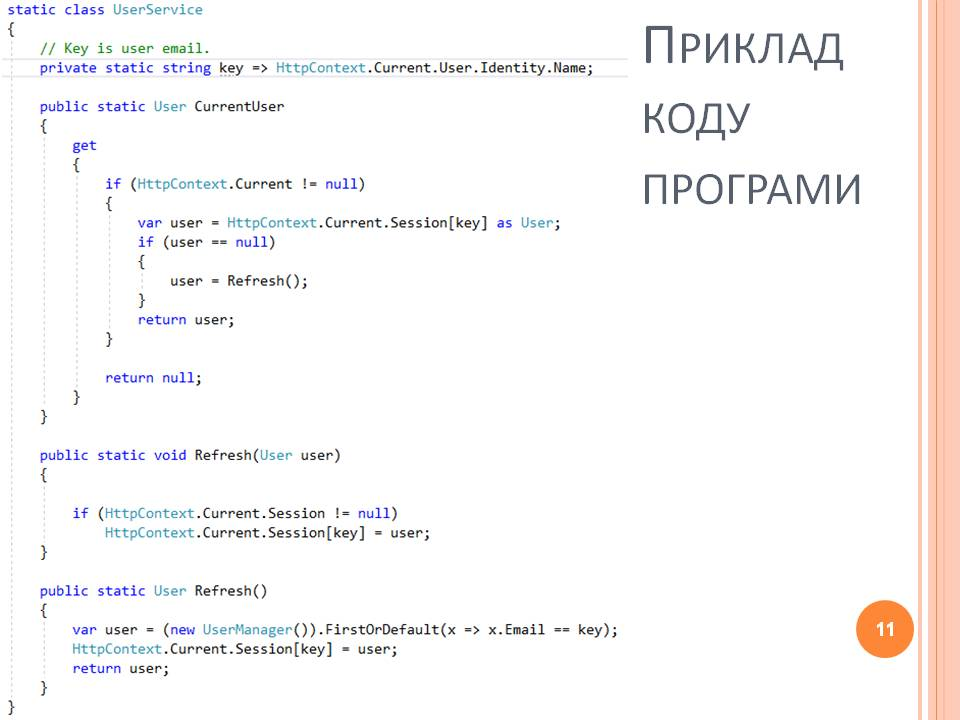 static class UserService
{
    // Key is user email.
    private static string key => HttpContext.Current.User.Identity.Name;

    public static User CurrentUser
    {
        get
        {
            if (HttpContext.Current != null)
            {
                var user = HttpContext.Current.Session[key] as User;
                if (user == null)
                {
                    user = Refresh();
                }
                return user;
            }

            return null;
        }
    }

    public static void Refresh(User user)
    {

        if (HttpContext.Current.Session != null)
            HttpContext.Current.Session[key] = user;
    }

    public static User Refresh()
    {
        var user = (new UserManager()).FirstOrDefault(x => x.Email == key);
        HttpContext.Current.Session[key] = user;
        return user;
    }
}
Приклад
коду
програми
11